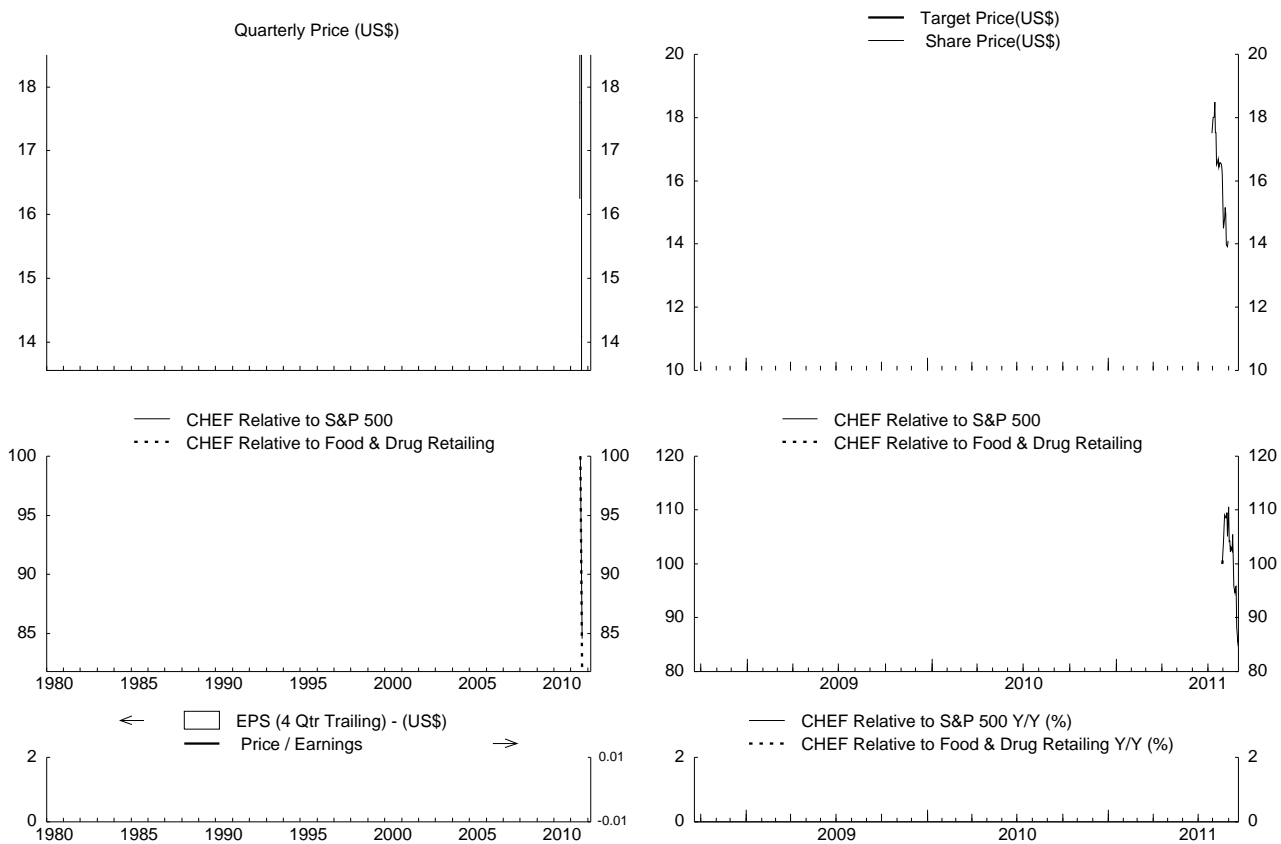 Quarterly Price (US$)
18 18
17 17
16 16
15 15
14 14
Target Price(US$)
Share Price(US$)
20 20
18 18
16 16
14 14
12 12
10 10
CHEF Relative to S&P 500
CHEF Relative to Food & Drug Retailing
100 100
95 95
90 90
85 85
1980 1985 1990 1995 2000 2005 2010
CHEF Relative to S&P 500
CHEF Relative to Food & Drug Retailing
120 120
110 110
100 100
90 90
80 80
2009 2010 2011
EPS (4 Qtr Trailing) - (US$)
Price / Earnings
2 0.01
0 -0.01
1980 1985 1990 1995 2000 2005 2010
CHEF Relative to S&P 500 Y/Y (%)
CHEF Relative to Food & Drug Retailing Y/Y (%)
2 2
0 0
2009 2010 2011